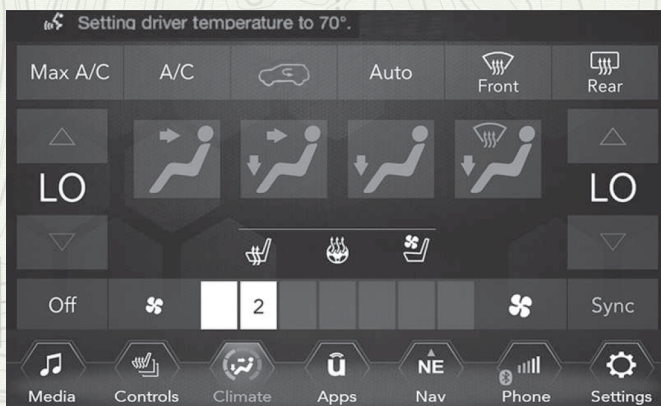 Setting driver temperature to 70°.
Max A/C A/C Auto Front Rear
LO LO
Off 2 Sync
û NE
Media Controls Climate Apps Nav Phone Settings